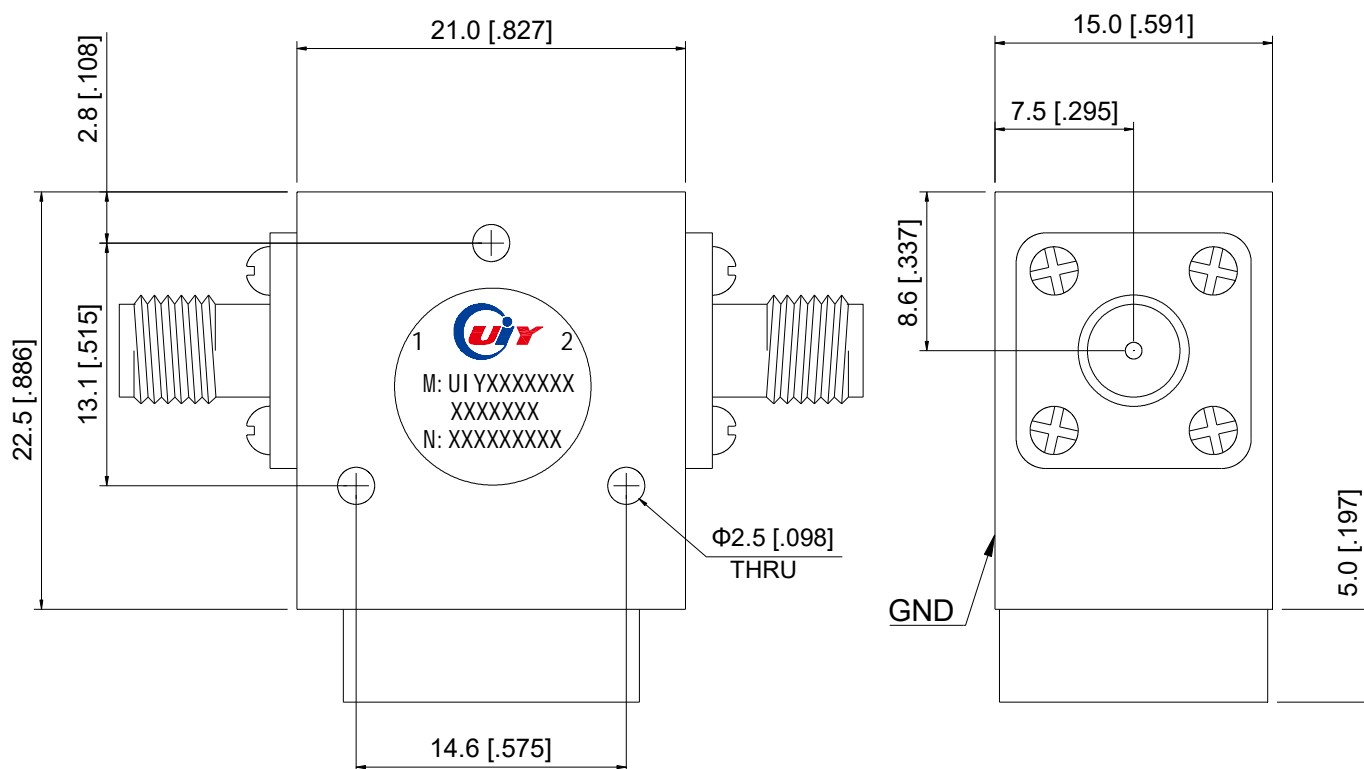 21.0 [.827]
15.0 [.591]
2.8 [.108]
7.5 [.295]
8.6 [.337]
13.1 [.515]
22.5 [.886]
UiY
1
2
M: UIYXXXXXXX
XXXXXXX
N: XXXXXXXXX
Φ2.5 [.098]
THRU
GND
5.0 [.197]
14.6 [.575]